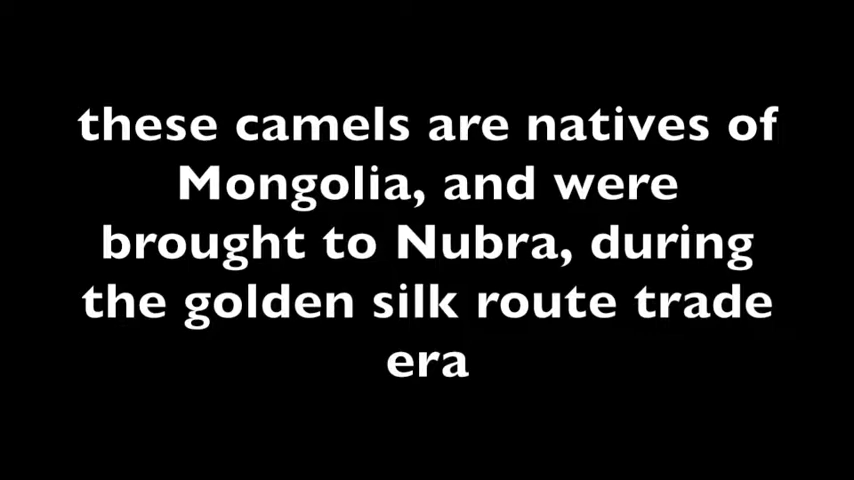 these camels are natives of
Mongolia, and were
brought to Nubra, during
the golden silk route trade
era